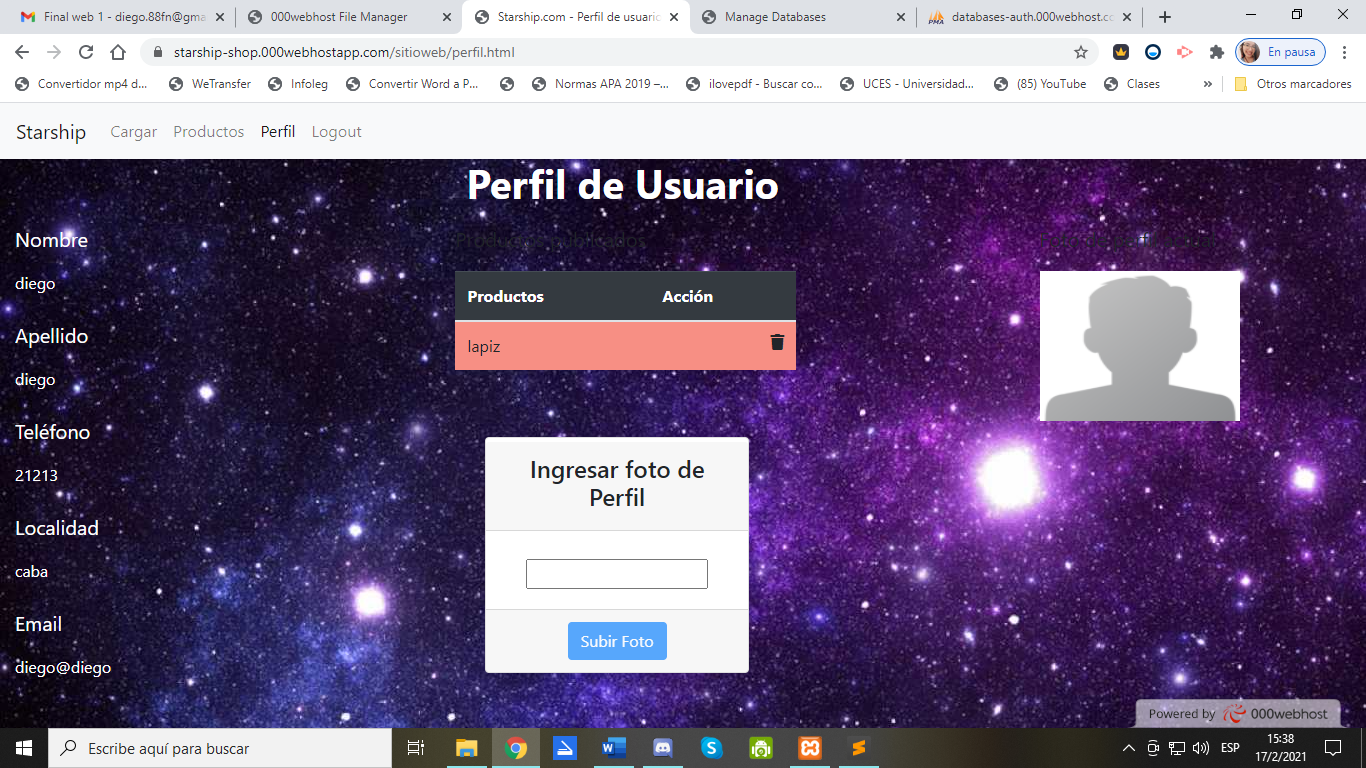 Final web 1 - diego.88fn@gma
000webhost File Manager
Starship.com - Perfil de usuario
Manage Databases
databases-auth.000webhost.co
starship-shop.000webhostapp.com/sitioweb/perfil.html
En pausa
Convertidor mp4 d...
WeTransfer
Infoleg
Convertir Word a P...
Normas APA 2019 –...
ilovepdf - Buscar co...
UCES - Universidad...
(85) YouTube
Clases
»
Otros marcadores
Starship
Cargar
Productos
Perfil
Logout
Perfil de Usuario
Nombre
diego
Apellido
diego
Teléfono
21213
Localidad
caba
Email
diego@diego
publicados
Productos
Acción
lapiz
Ingresar foto de
Perfil
Subir Foto
Powered by 000webhost
Escribe aquí para buscar
ESP
15:38
17/2/2021